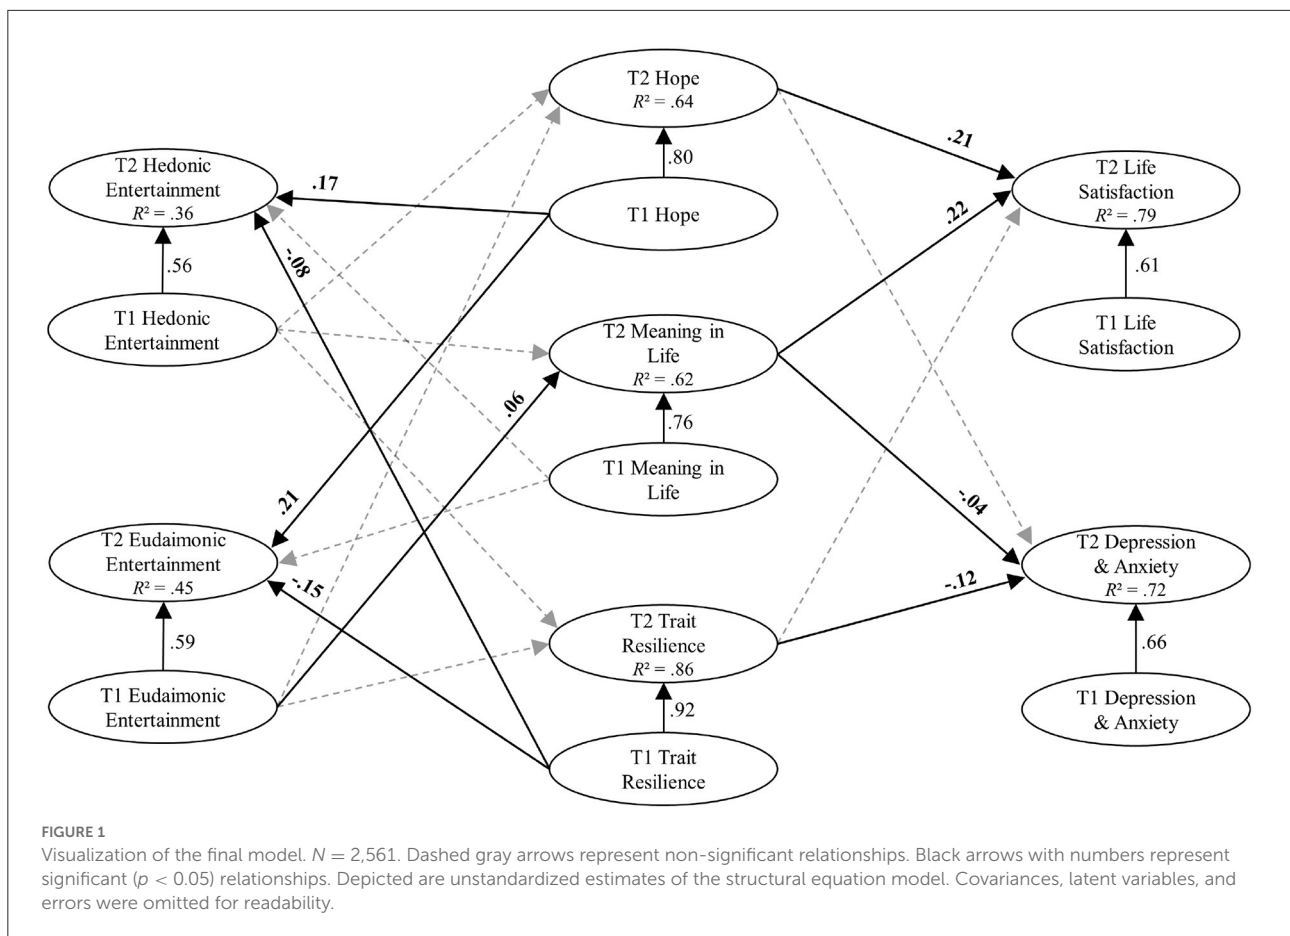 T2 Hope
R² = .64
.80
T1 Hope
T2 Hedonic
Entertainment
R² = .36
.56
T1 Hedonic
Entertainment
.17
-.08
.21
T2 Life
Satisfaction
R² = .79
.61
T1 Life
Satisfaction
.22
T2 Meaning in
Life
R² = .62
.76
T1 Meaning in
Life
.06
-.04
.21
T2 Eudaimonic
Entertainment
R² = .45
.59
T1 Eudaimonic
Entertainment
-.15
T2 Trait
Resilience
R² = .86
.92
T1 Trait
Resilience
-.12
T2 Depression
& Anxiety
R² = .72
.66
T1 Depression
& Anxiety
FIGURE 1
Visualization of the final model. N = 2,561. Dashed gray arrows represent non-significant relationships. Black arrows with numbers represent
significant (p < 0.05) relationships. Depicted are unstandardized estimates of the structural equation model. Covariances, latent variables, and
errors were omitted for readability.